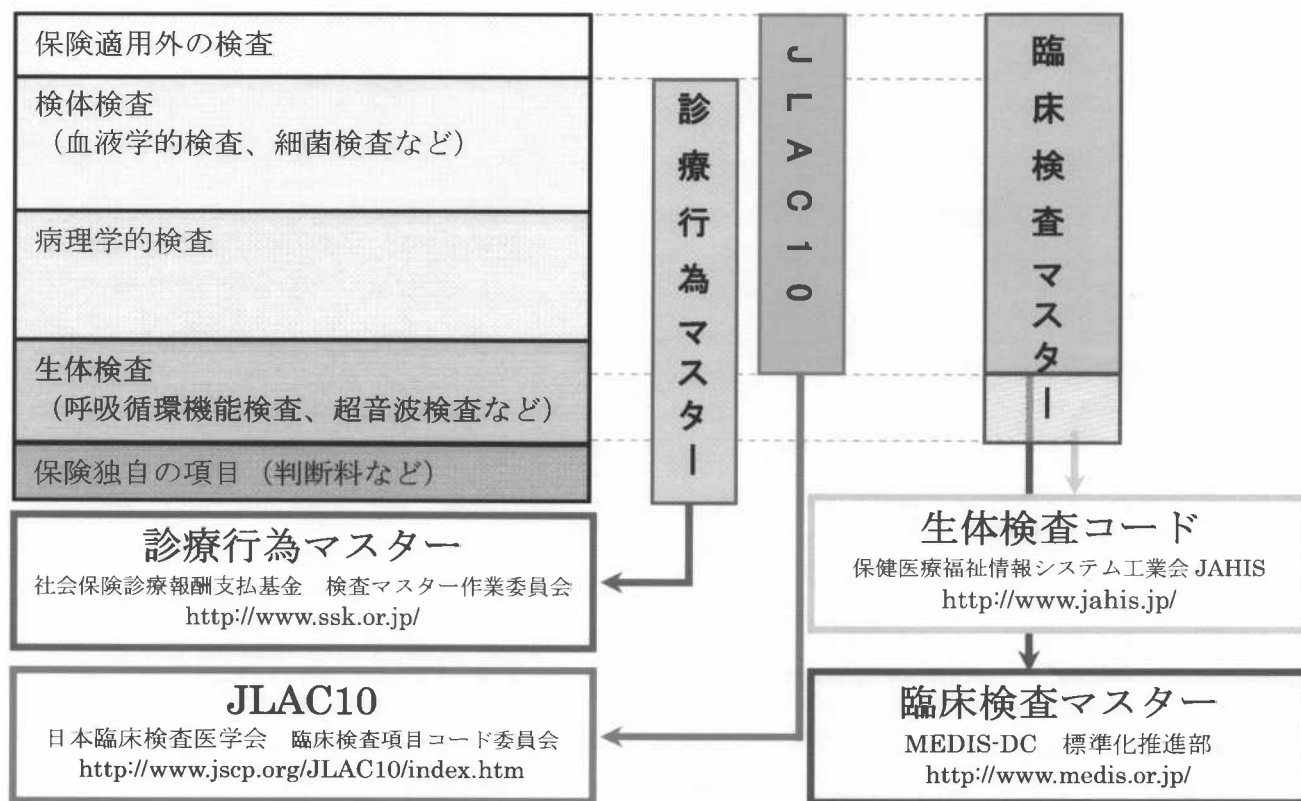 保険適用外の検査
検体検査
（血液学的検査、細菌検査など）
病理学的検査
生体検査
（呼吸循環機能検査、超音波検査など）
保険独自の項目（判断料など）
診療行為マスター
JLAC10
臨床検査マスター
診療行為マスター
社会保険診療報酬支払基金　検査マスター作業委員会
http://www.ssk.or.jp/
JLAC10
日本臨床検査医学会　臨床検査項目コード委員会
http://www.jscp.org/JLAC10/index.htm
生体検査コード
保健医療福祉情報システム工業会 JAHIS
http://www.jahis.jp/
臨床検査マスター
MEDIS-DC　標準化推進部
http://www.medis.or.jp/